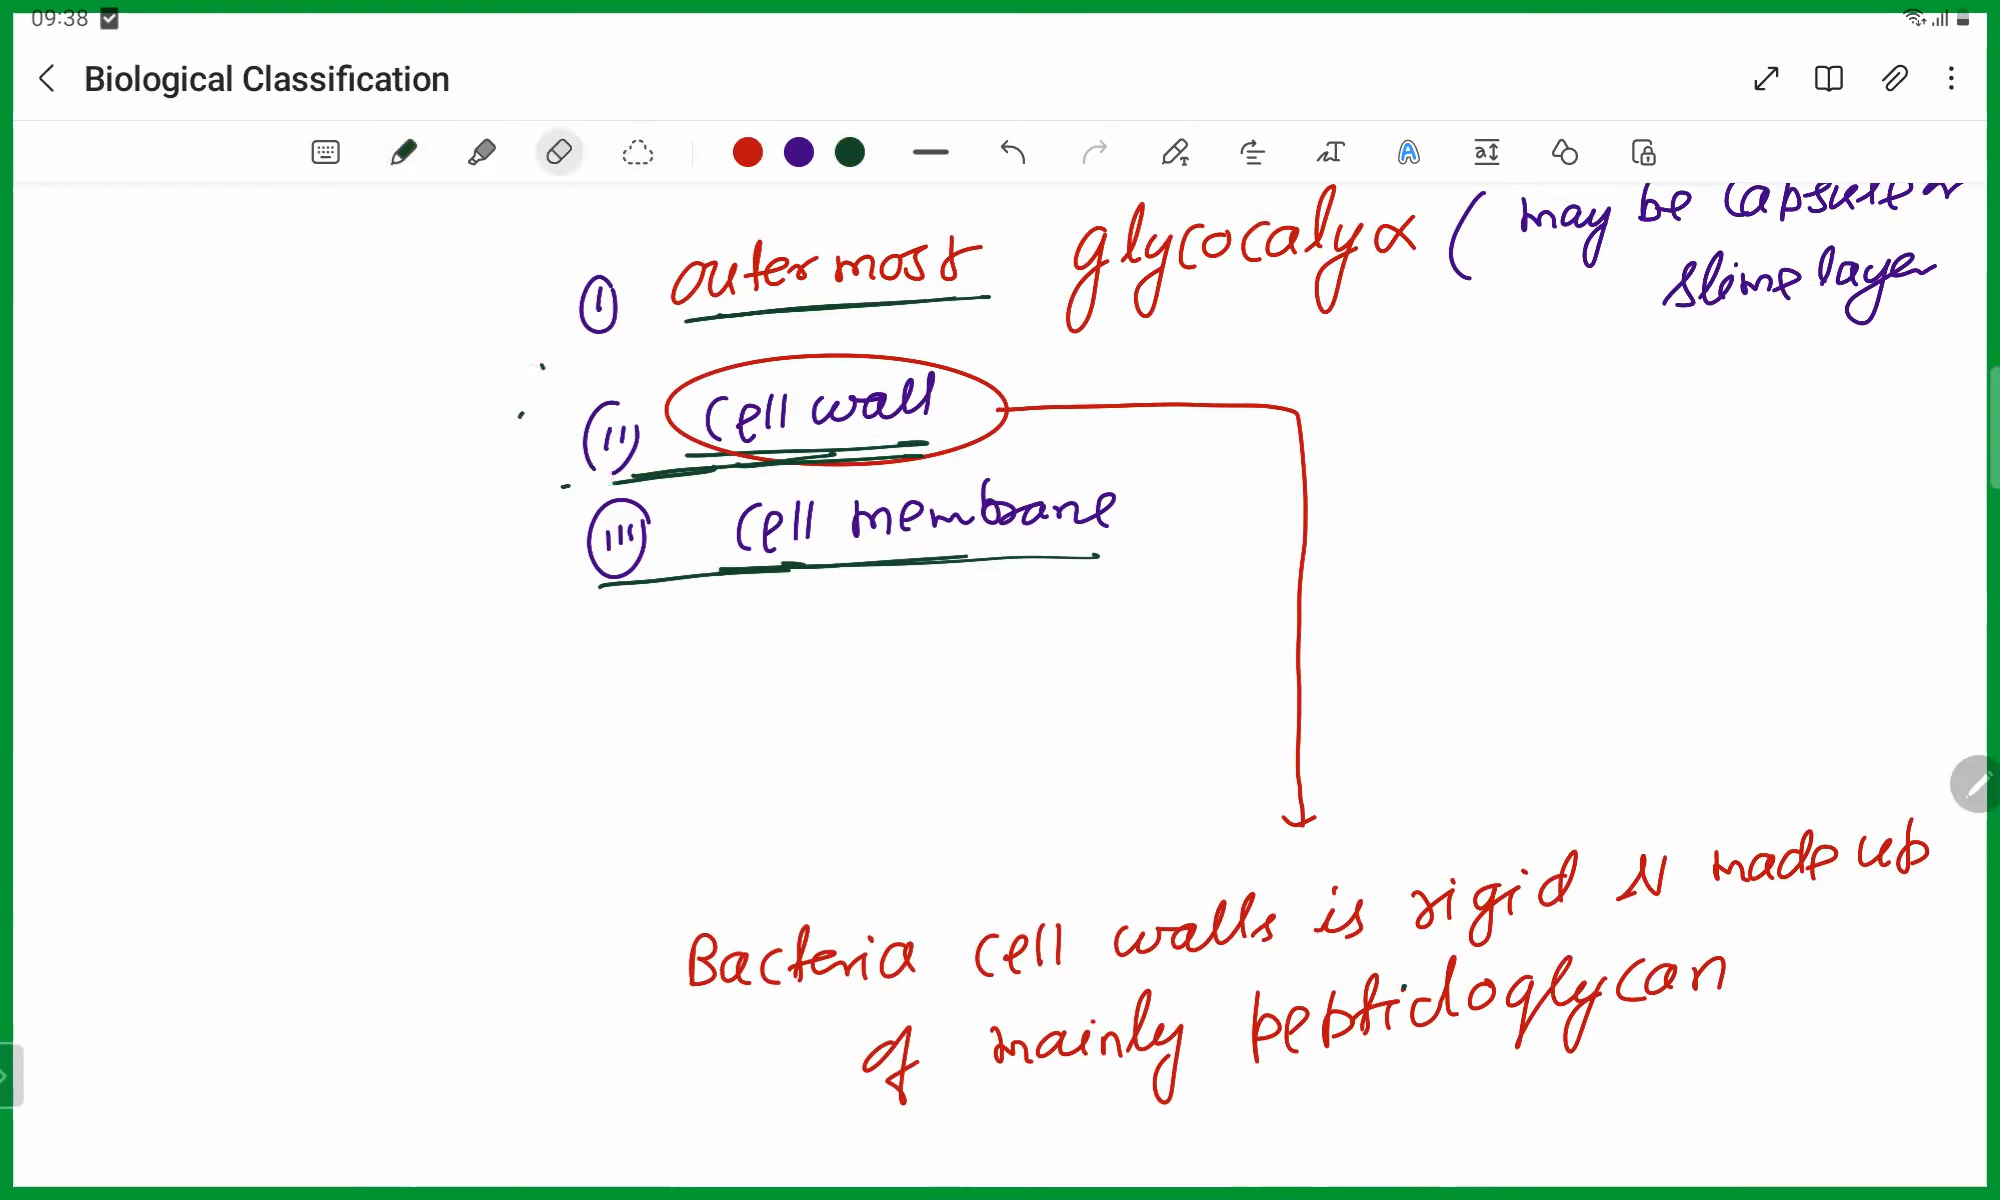 09:38
Biological Classification
(i) outermost glycocalyx ( may be capsule or
slime layer
(ii) cell wall
(iii) cell membrane
Bacteria cell walls is rigid N made up
of mainly peptidoglycan